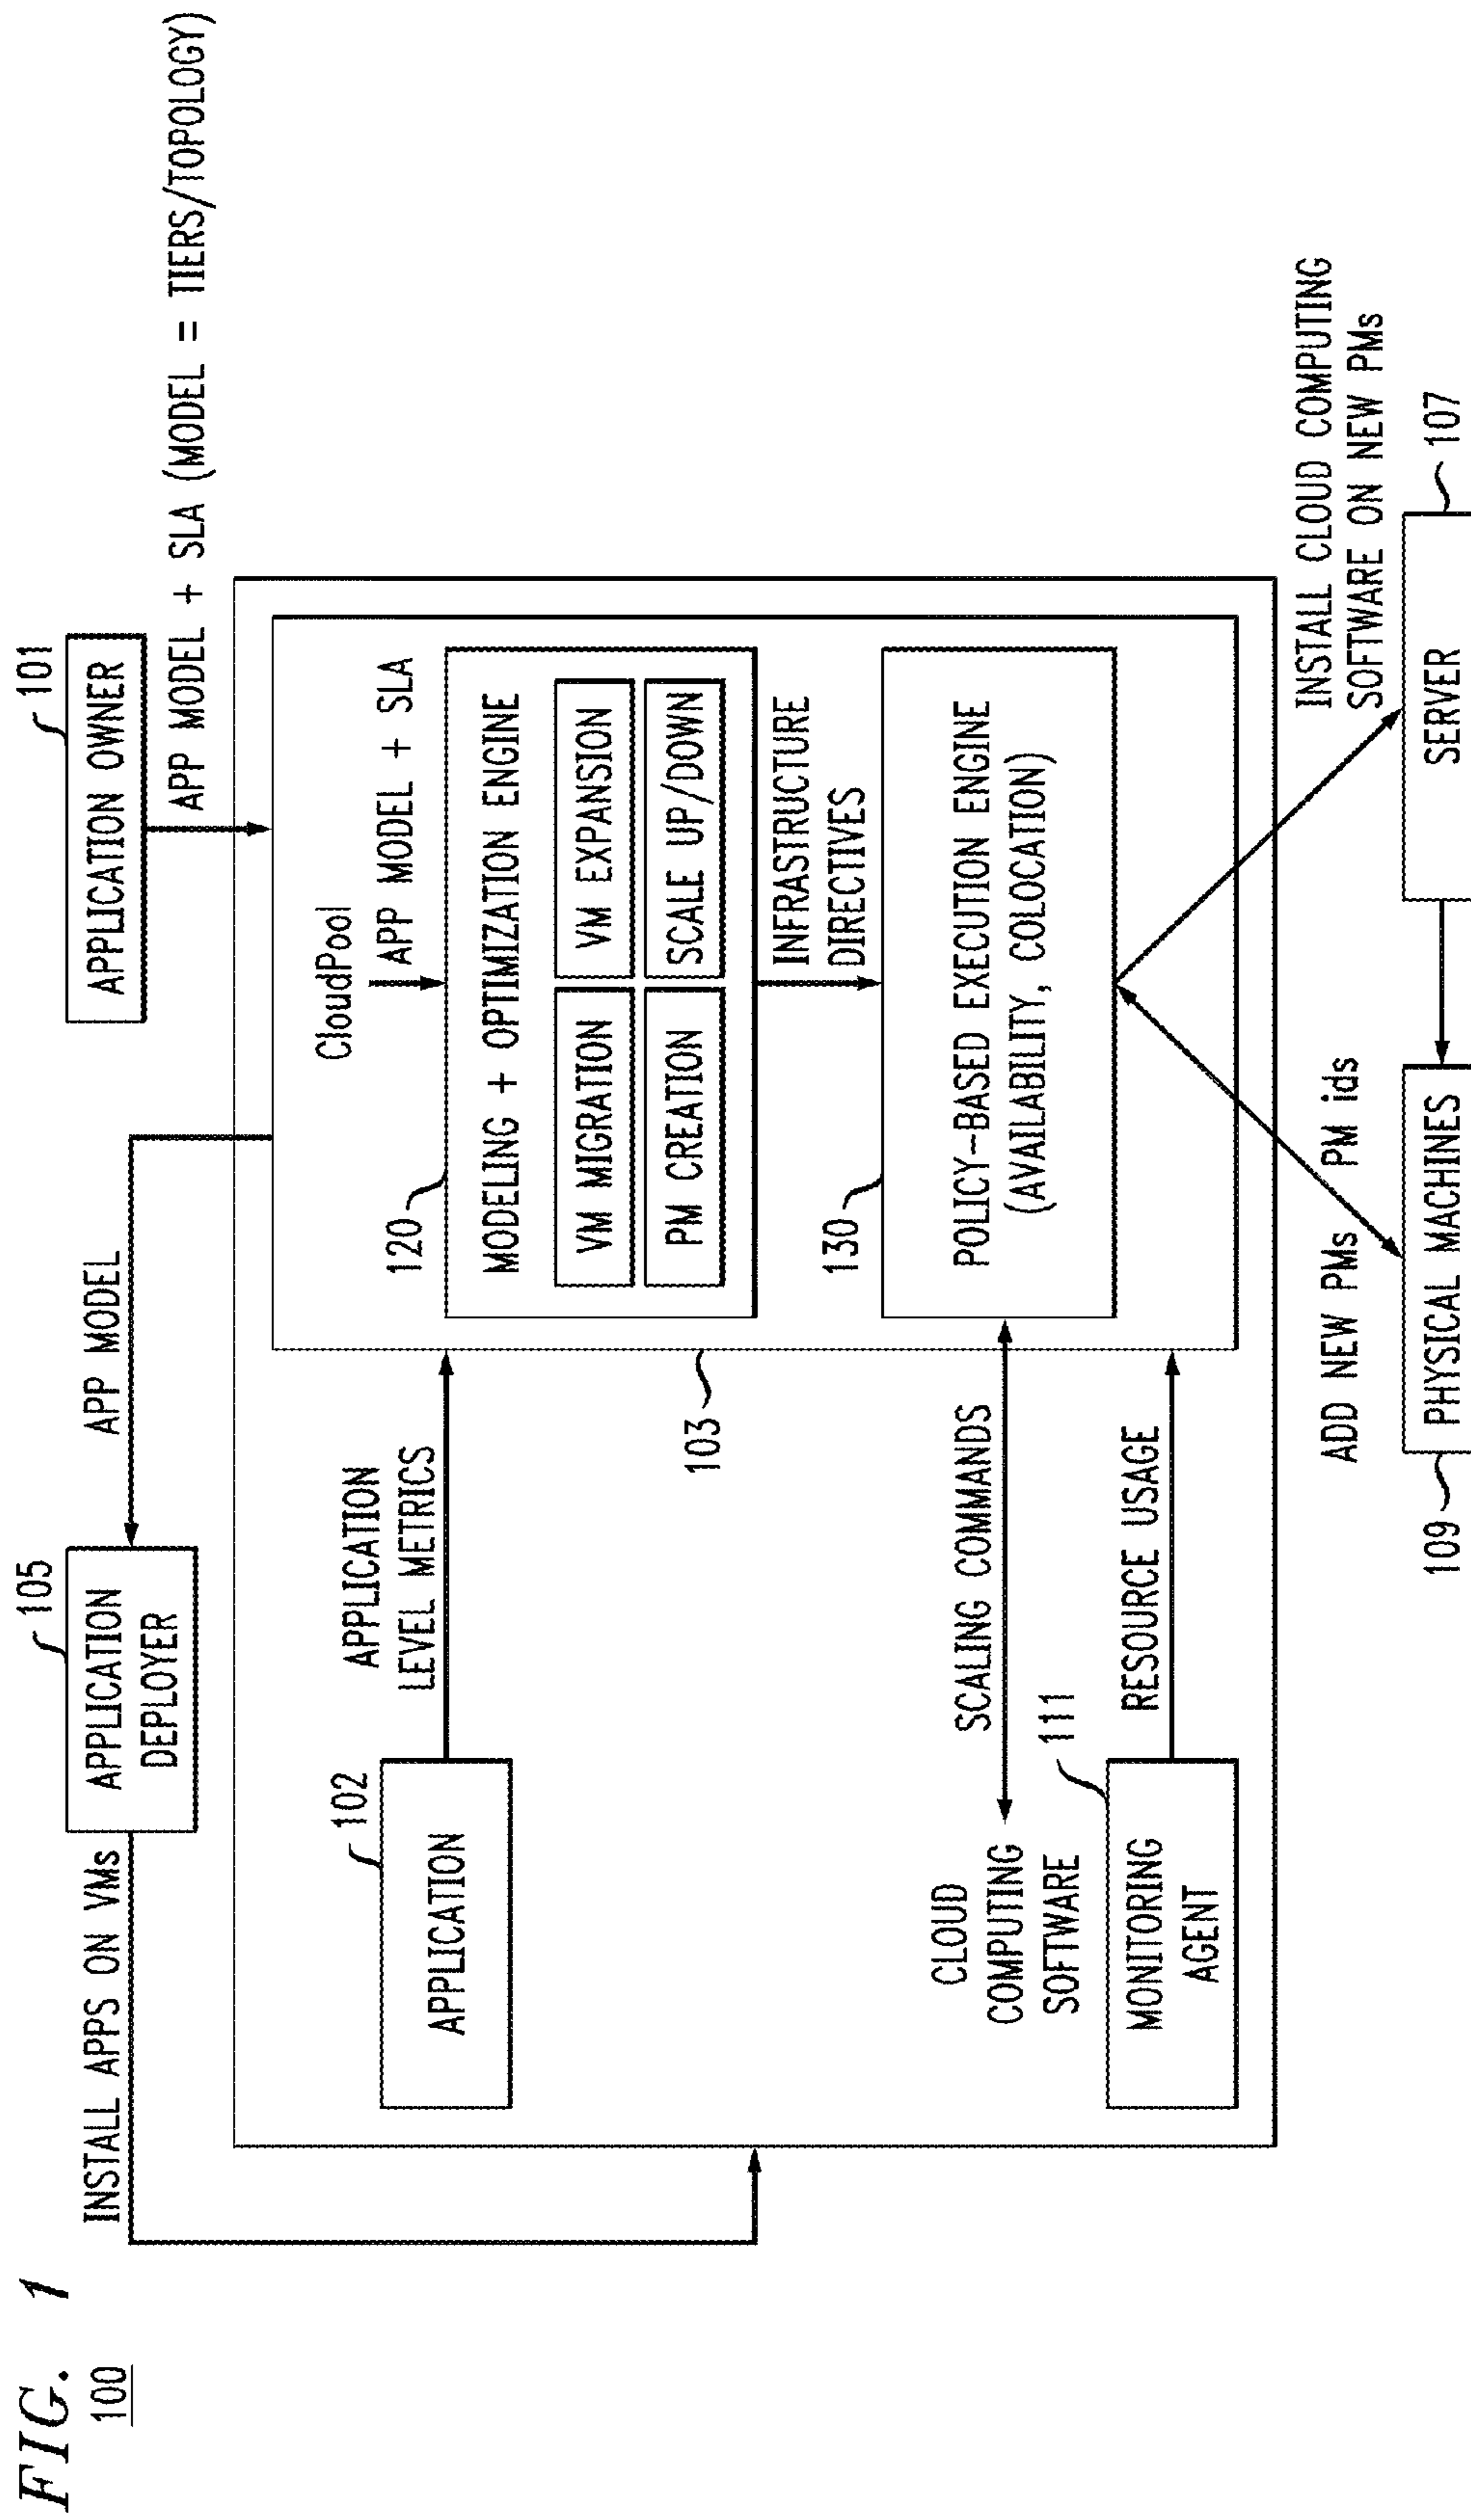 FIG. 1
100
101
APPLICATION OWNER
APP MODEL + SLA (MODEL = TIERS/TOPOLOGY)
APP MODEL
105
APPLICATION
DEPLOYER
INSTALL APPS ON VMs
CloudPool
APP MODEL + SLA
120
MODELING + OPTIMIZATION ENGINE
VM MIGRATION
VM EXPANSION
PM CREATION
SCALE UP/DOWN
INFRASTRUCTURE
DIRECTIVES
130
POLICY-BASED EXECUTION ENGINE
(AVAILABILITY, COLOCATION)
103
102
APPLICATION
APPLICATION
LEVEL METRICS
CLOUD
COMPUTING
SOFTWARE
SCALING COMMANDS
111
MONITORING
AGENT
RESOURCE USAGE
ADD NEW PMs
PM ids
INSTALL CLOUD COMPUTING
SOFTWARE ON NEW PMs
109
PHYSICAL MACHINES
SERVER
107